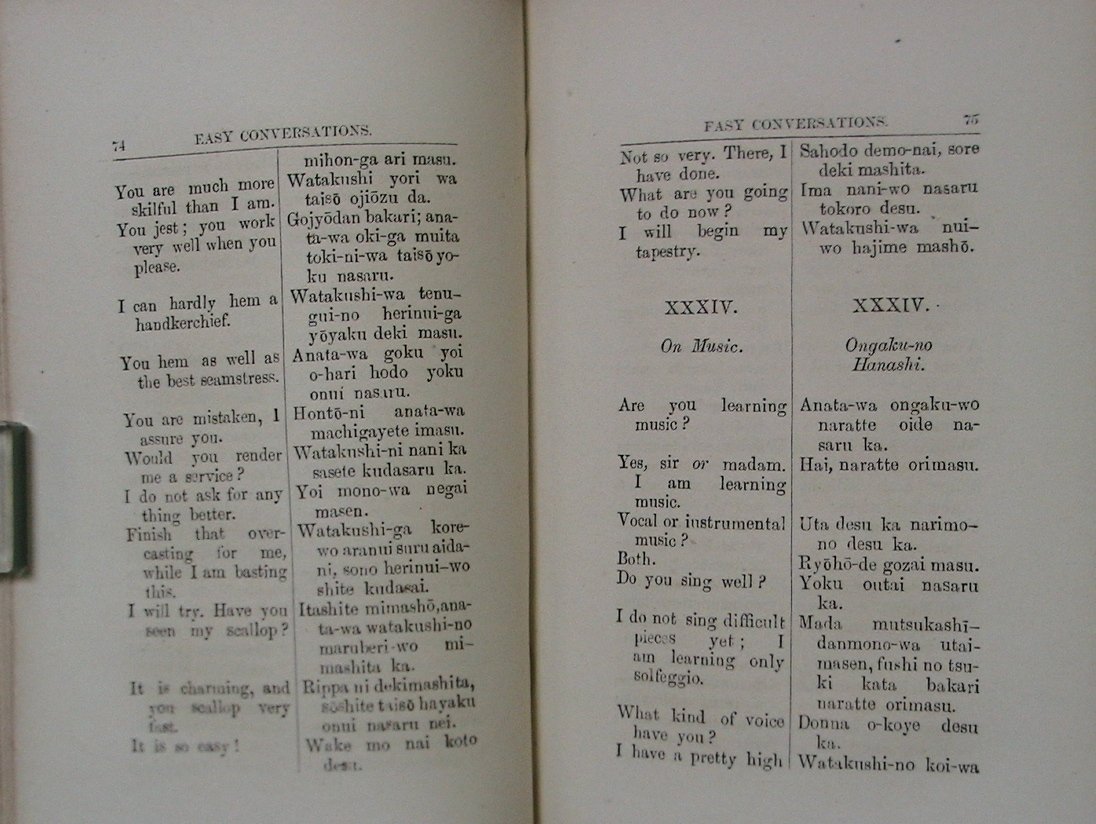 74
EASY CONVERSATIONS.
You are much more
skilful than I am.
You jest; you work
very well when you
please.
I can hardly hem a
handkerchief.
You hem as well as
the best seamstress.
You are mistaken, I
assure you.
Would you render
me a service?
I do not ask for any
thing better.
Finish that over-
casting for me,
while I am basting
this.
I will try. Have you
seen my scallop?
It is charming, and
you scallop very
fast.
It is so easy!
mihon-ga ari masu.
Watakushi yori wa
taisō ojiōzu da.
Gojyōdan bakari; ana-
ta-wa oki-ga muita
toki-ni-wa taisō yo-
ku nasaru.
Watakushi-wa tenu-
gui-no herinui-ga
yōyaku deki masu.
Anata-wa goku yoi
o-hari hodo yoku
onui nasaru.
Hontō-ni anata-wa
machigayete imasu.
Watakushi-ni nani ka
sasete kudasaru ka.
Yoi mono-wa negai
masen.
Watakushi-ga kore-
wo aranui suru aida-
ni, sono herinui-wo
shite kudasai.
Itashite mimashō, ana-
ta-wa watakushi-no
maruberi-wo mi-
mashita ka.
Rippa ni dekimashita,
sōshite taisō hayaku
onui nasaru nei.
Wake mo nai koto
desu.
FASY CONVERSATIONS.
75
Not so very. There, I
have done.
What are you going
to do now?
I will begin my
tapestry.
Sahodo demo-nai, sore
deki mashita.
Ima nani-wo nasaru
tokoro desu.
Watakushi-wa nui-
wo hajime mashō.
XXXIV.
On Music.
XXXIV.
Ongaku-no
Hanashi.
Are you learning
music?
Yes, sir or madam.
I am learning
music.
Vocal or instrumental
music?
Both.
Do you sing well?
I do not sing difficult
pieces yet; I
am learning only
solfeggio.
What kind of voice
have you?
I have a pretty high
Anata-wa ongaku-wo
naratte oide na-
saru ka.
Hai, naratte orimasu.
Uta desu ka narimo-
no desu ka.
Ryōhō-de gozai masu.
Yoku outai nasaru
ka.
Mada mutsukashī-
danmono-wa utai-
masen, fushi no tsu-
ki kata bakari
naratte orimasu.
Donna o-koye desu
ka.
Watakushi-no koi-wa